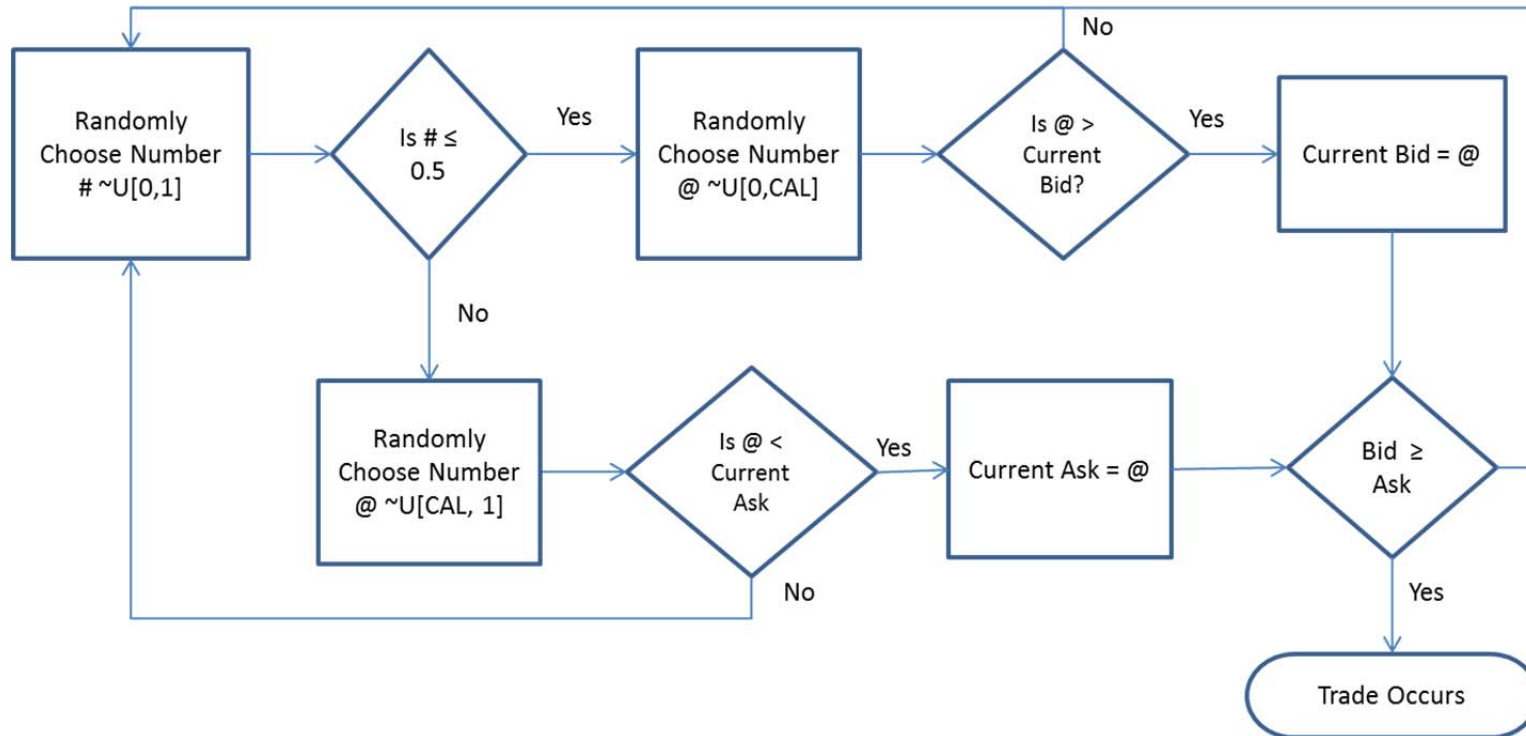 No
Randomly
Choose Number
# ~U[0,1]
Is # ≤
0.5
Yes
Randomly
Choose Number
@ ~U[0,CAL]
Is @ >
Current
Bid?
Yes
Current Bid = @
No
Randomly
Choose Number
@ ~U[CAL, 1]
Is @ <
Current
Ask
Yes
Current Ask = @
Bid ≥
Ask
No
Yes
Trade Occurs